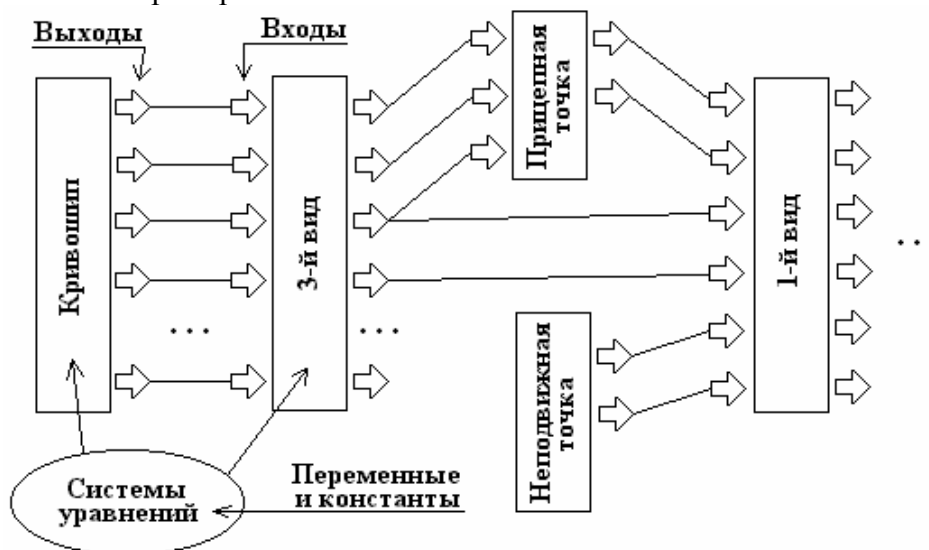 Выходы
Входы
Кривошип
3-й вид
Прицепная
точка
Неподвижная
точка
1-й вид
...
...
..
Системы
уравнений
Переменные
и константы